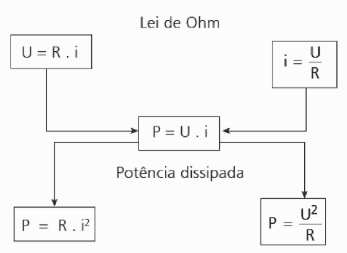 Lei de Ohm
U = R . i
i = U/R
P = U . i
Potência dissipada
P = R . i²
P = U²/R